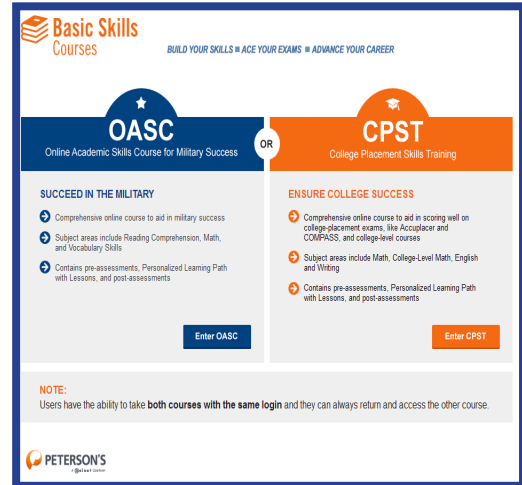 Basic Skills
Courses
BUILD YOUR SKILLS ■ ACE YOUR EXAMS ■ ADVANCE YOUR CAREER
OASC
Online Academic Skills Course for Military Success
OR
CPST
College Placement Skills Training
SUCCEED IN THE MILITARY
Comprehensive online course to aid in military success
Subject areas include Reading Comprehension, Math,
and Vocabulary Skills
Contains pre-assessments, Personalized Learning Path
with Lessons, and post-assessments
Enter OASC
ENSURE COLLEGE SUCCESS
Comprehensive online course to aid in scoring well on
college-placement exams, like Accuplacer and
COMPASS, and college-level courses
Subject areas include Math, College-Level Math, English
and Writing
Contains pre-assessments, Personalized Learning Path
with Lessons, and post-assessments
Enter CPST
NOTE:
Users have the ability to take both courses with the same login and they can always return and access the other course.
PETERSON'S